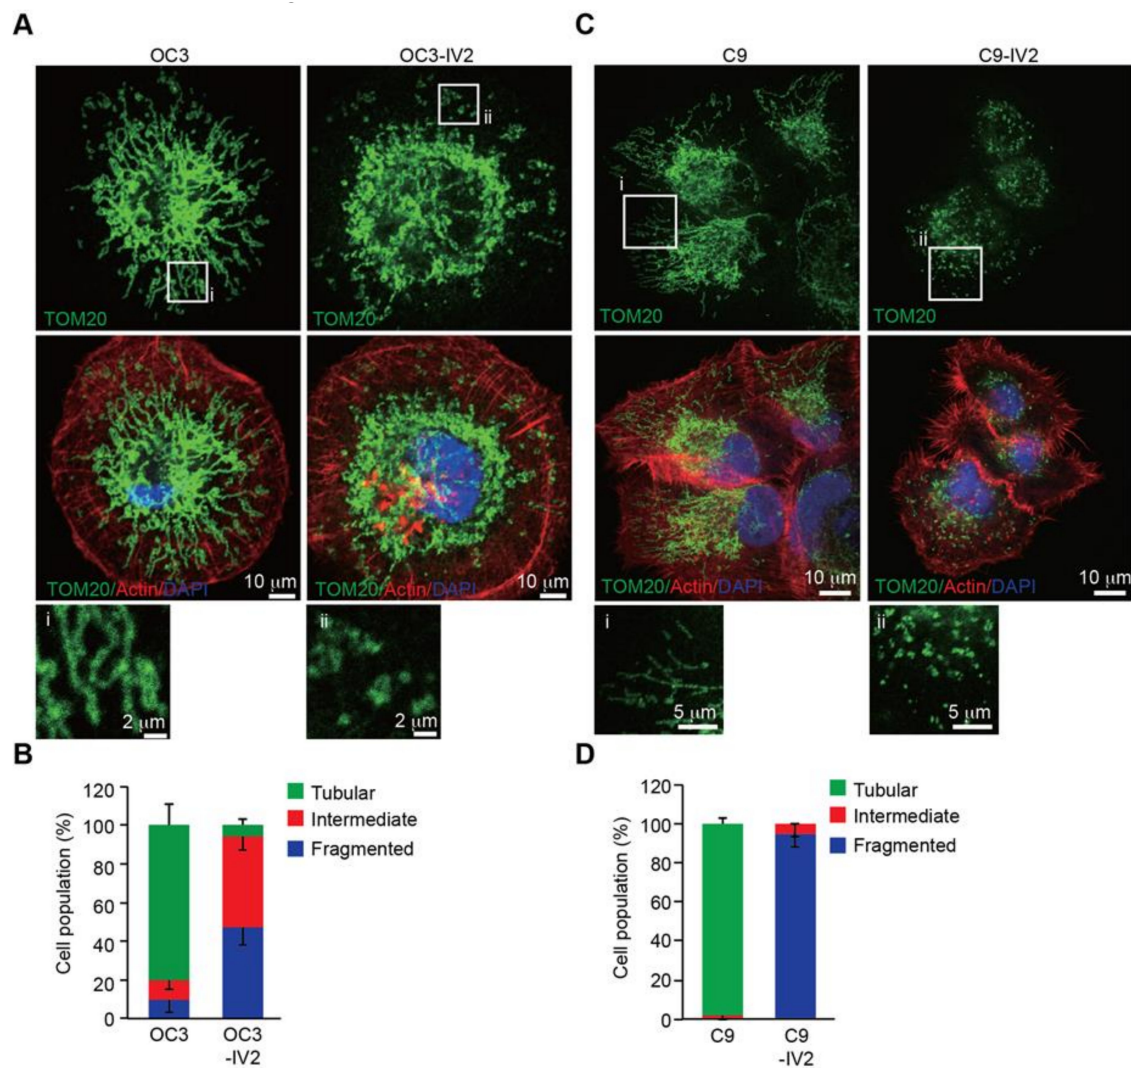 A
C
OC3
OC3-IV2
C9
C9-IV2
i
ii
i
ii
TOM20
TOM20
TOM20
TOM20
TOM20/Actin/DAPI
10 μm
TOM20/Actin/DAPI
10 μm
TOM20/Actin/DAPI
10 μm
TOM20/Actin/DAPI
10 μm
i
2 μm
ii
2 μm
i
5 μm
ii
5 μm
B
Cell population (%)
120
100
80
60
40
20
0
OC3
OC3
-IV2
Tubular
Intermediate
Fragmented
D
Cell population (%)
120
100
80
60
40
20
0
C9
C9
-IV2
Tubular
Intermediate
Fragmented